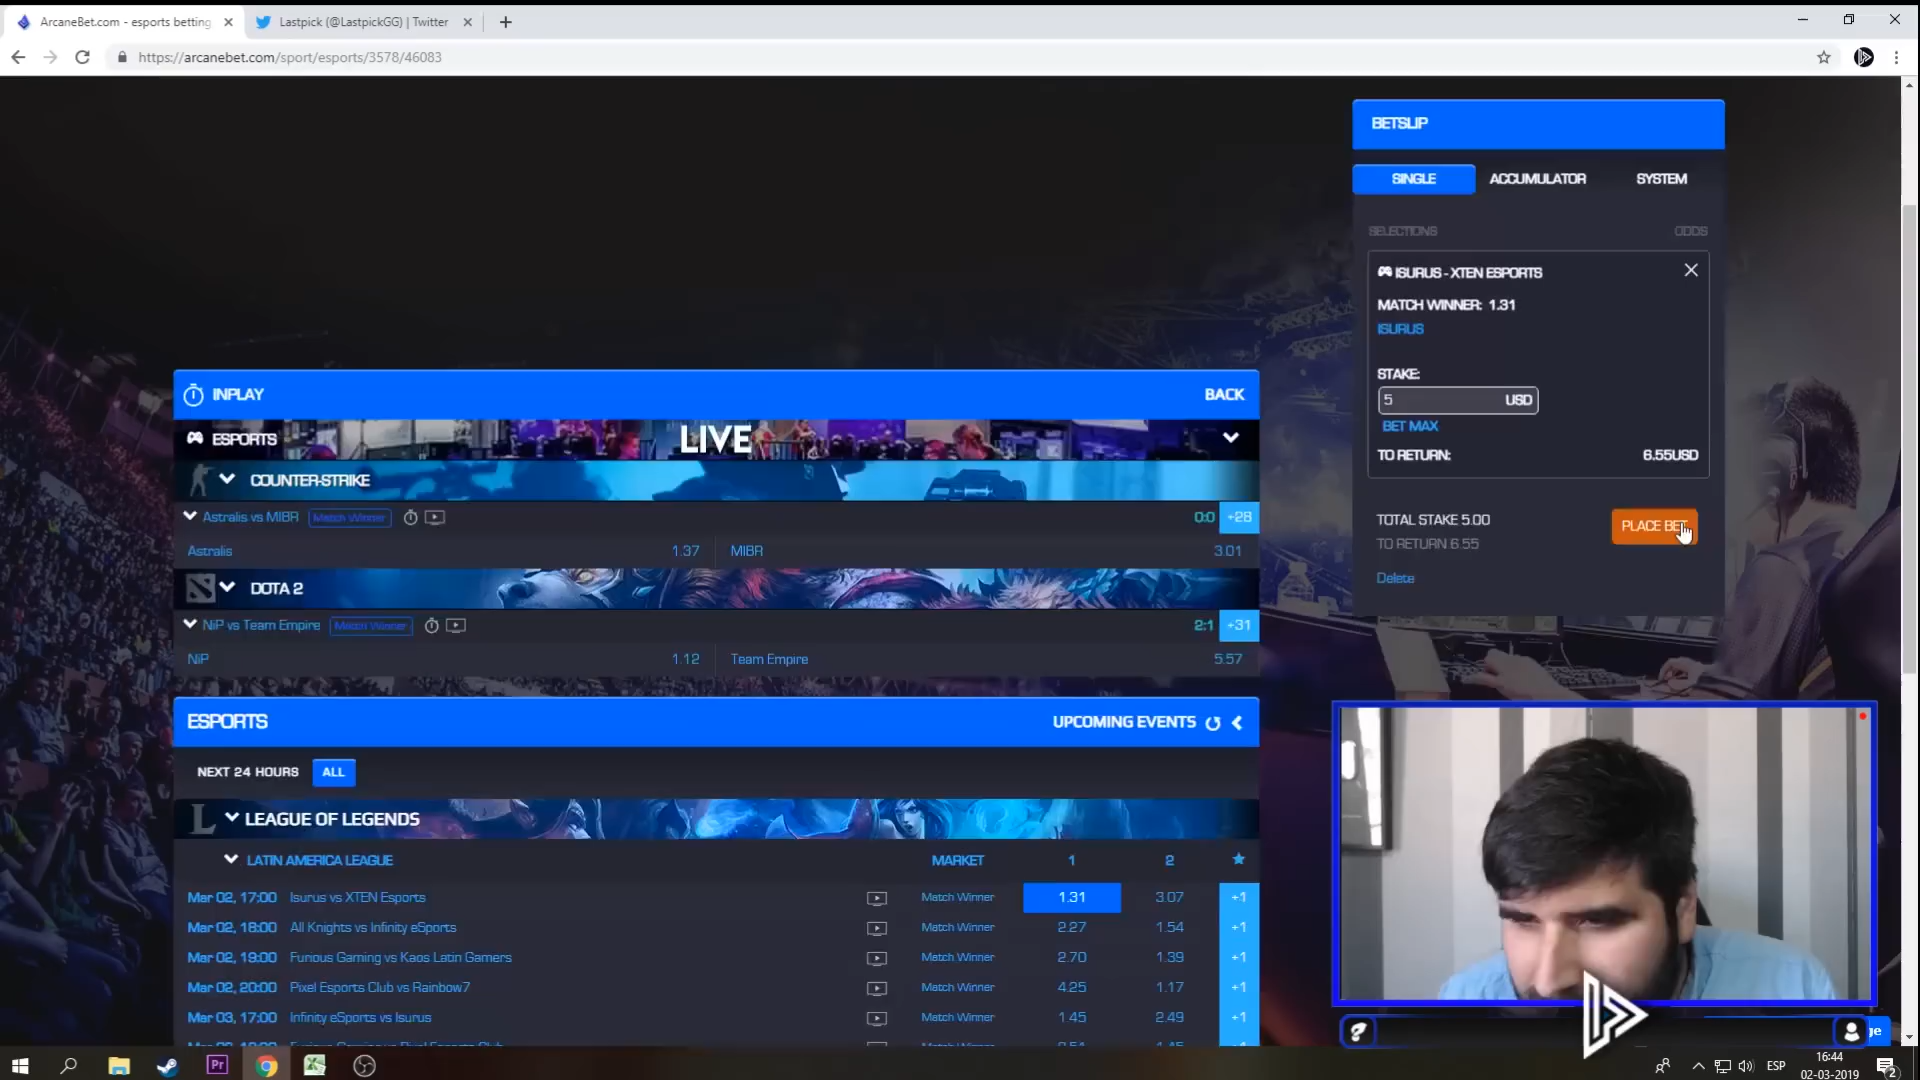 ArcaneBet.com - esports betting
Lastpick (@LastpickGG) | Twitter
https://arcanebet.com/sport/esports/3578/46083
BETSLIP
SINGLE ACCUMULATOR SYSTEM
SELECTIONS ODDS
ISURUS - XTEN ESPORTS
MATCH WINNER: 1.31
ISURUS
STAKE:
5 USD
BET MAX
TO RETURN: 6.55USD
TOTAL STAKE 5.00
TO RETURN 6.55
PLACE BET
Delete
INPLAY BACK
ESPORTS LIVE
COUNTER-STRIKE
Astralis vs MIBR Match Winner 0:0 +28
Astralis 1.37 MIBR 3.01
DOTA 2
NiP vs Team Empire Match Winner 2:1 +31
NiP 1.12 Team Empire 5.57
ESPORTS UPCOMING EVENTS
NEXT 24 HOURS ALL
LEAGUE OF LEGENDS
LATIN AMERICA LEAGUE MARKET 1 2
Mar 02, 17:00 Isurus vs XTEN Esports Match Winner 1.31 3.07 +1
Mar 02, 18:00 All Knights vs Infinity eSports Match Winner 2.27 1.54 +1
Mar 02, 19:00 Furious Gaming vs Kaos Latin Gamers Match Winner 2.70 1.39 +1
Mar 02, 20:00 Pixel Esports Club vs Rainbow7 Match Winner 4.25 1.17 +1
Mar 03, 17:00 Infinity eSports vs Isurus Match Winner 1.45 2.49 +1
ge
ESP
16:44
02-03-2019
2